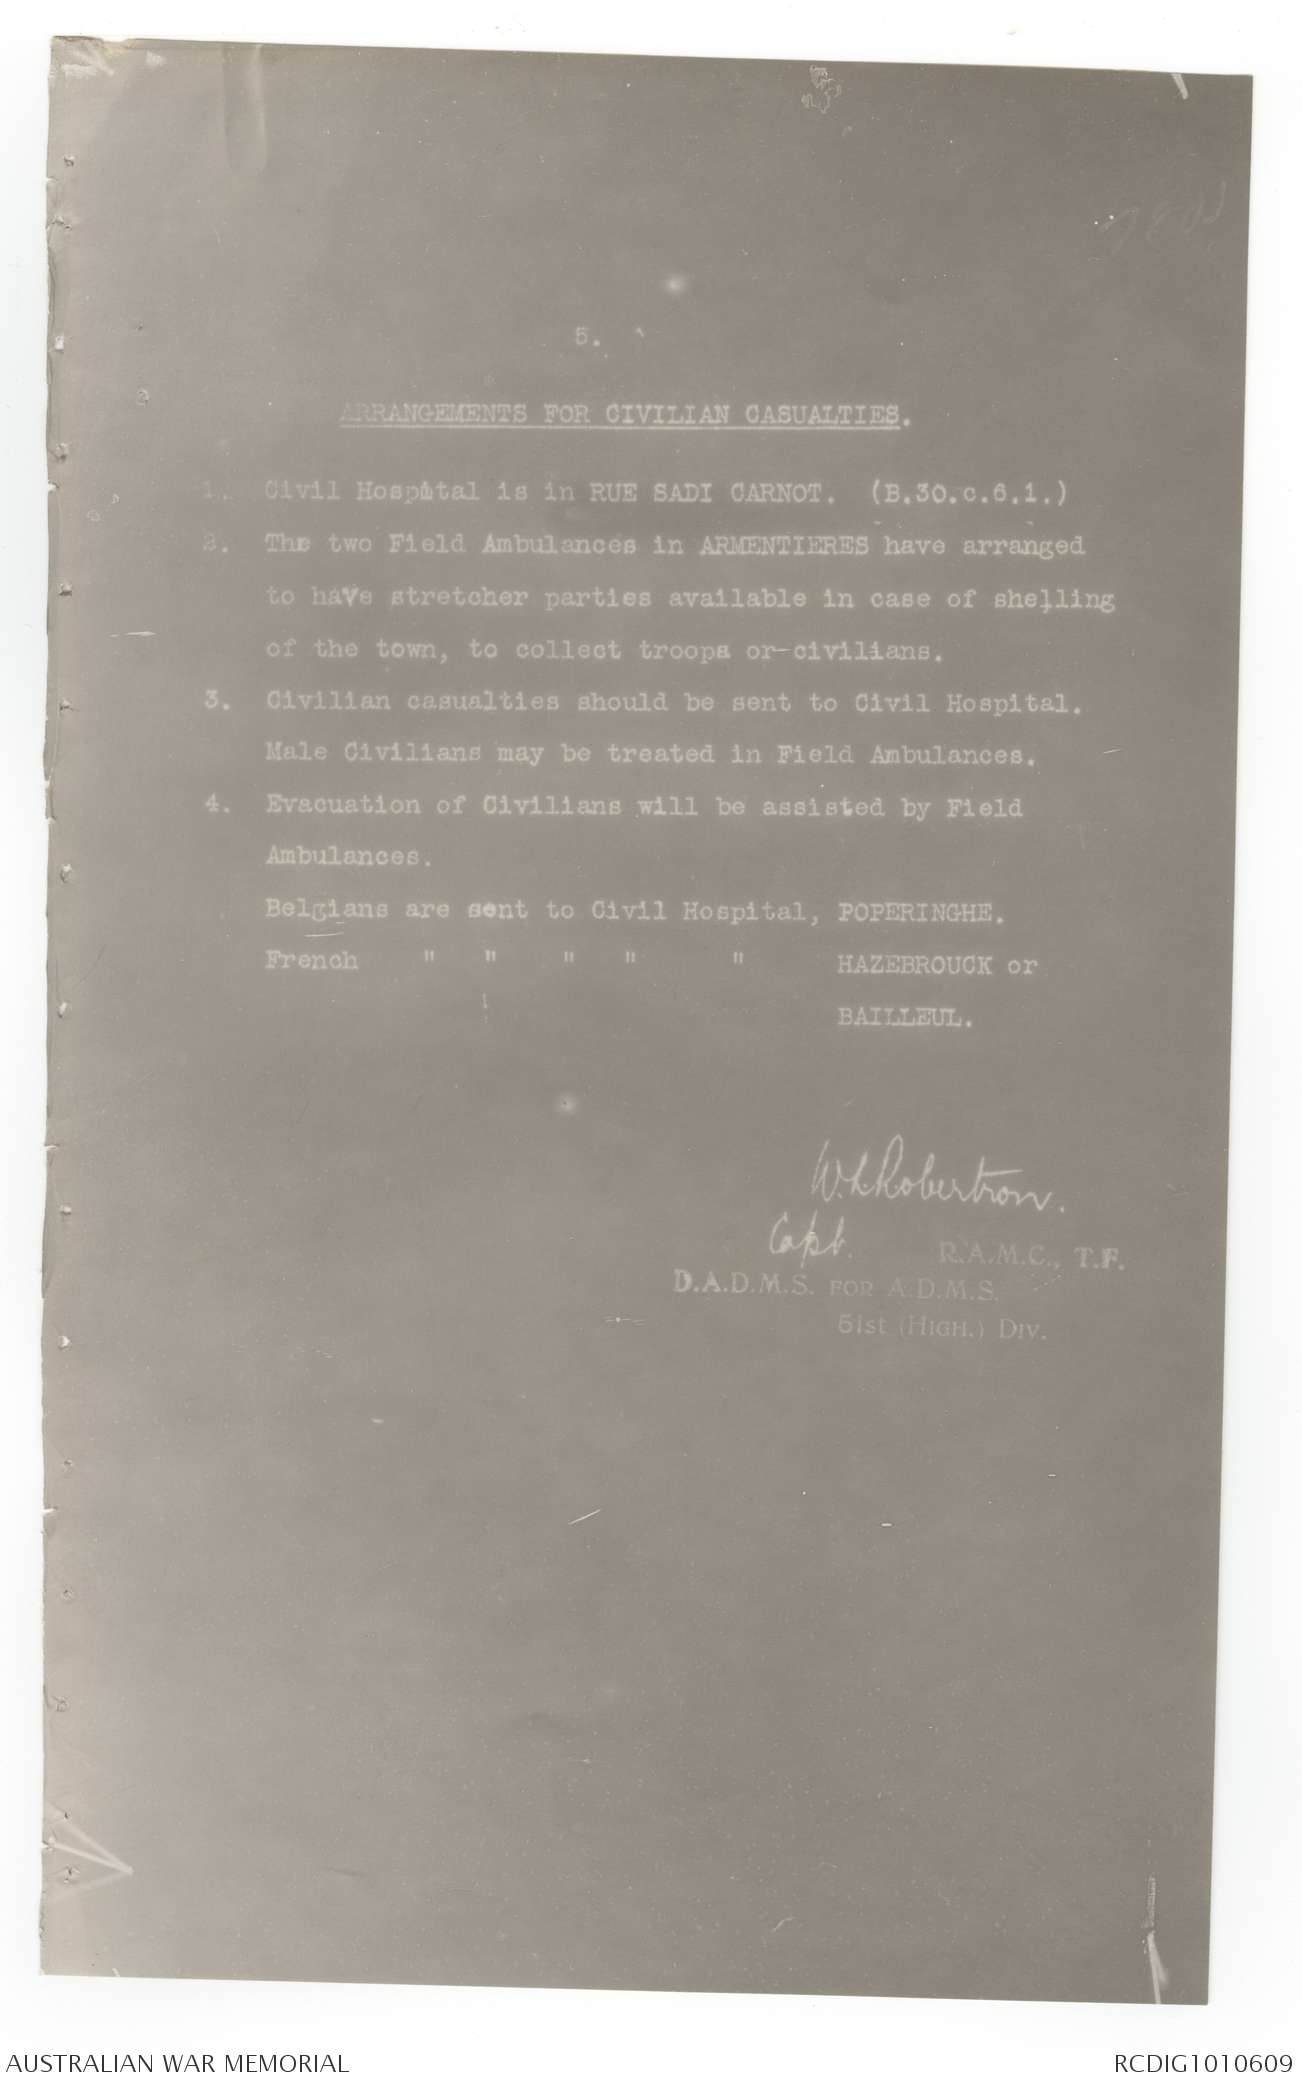 5.
ARRANGEMENTS FOR CIVILIAN CASUALTIES.
1. Civil Hospital is in RUE SADI CARNOT. (B.30.c.6.1.)
2. The two Field Ambulances in ARMENTIERES have arranged
to haVe stretcher parties available in case of shelling
of the town, to collect troops or-civilians.
3. Civilian casualties should be sent to Civil Hospital.
Male Civilians may be treated in Field Ambulances.
4. Evacuation of Civilians will be assisted by Field
Ambulances.
Belgians are sent to Civil Hospital, POPERINGHE.
French " " " " " HAZEBROUCK or
BAILLEUL.
W. L Robertson.
Capt. R.A.M.C., T.F.
D.A.D.M.S. FOR A.D.M.S.
51st (HIGH.) DIV.
AUSTRALIAN WAR MEMORIAL
RCDIG1010609